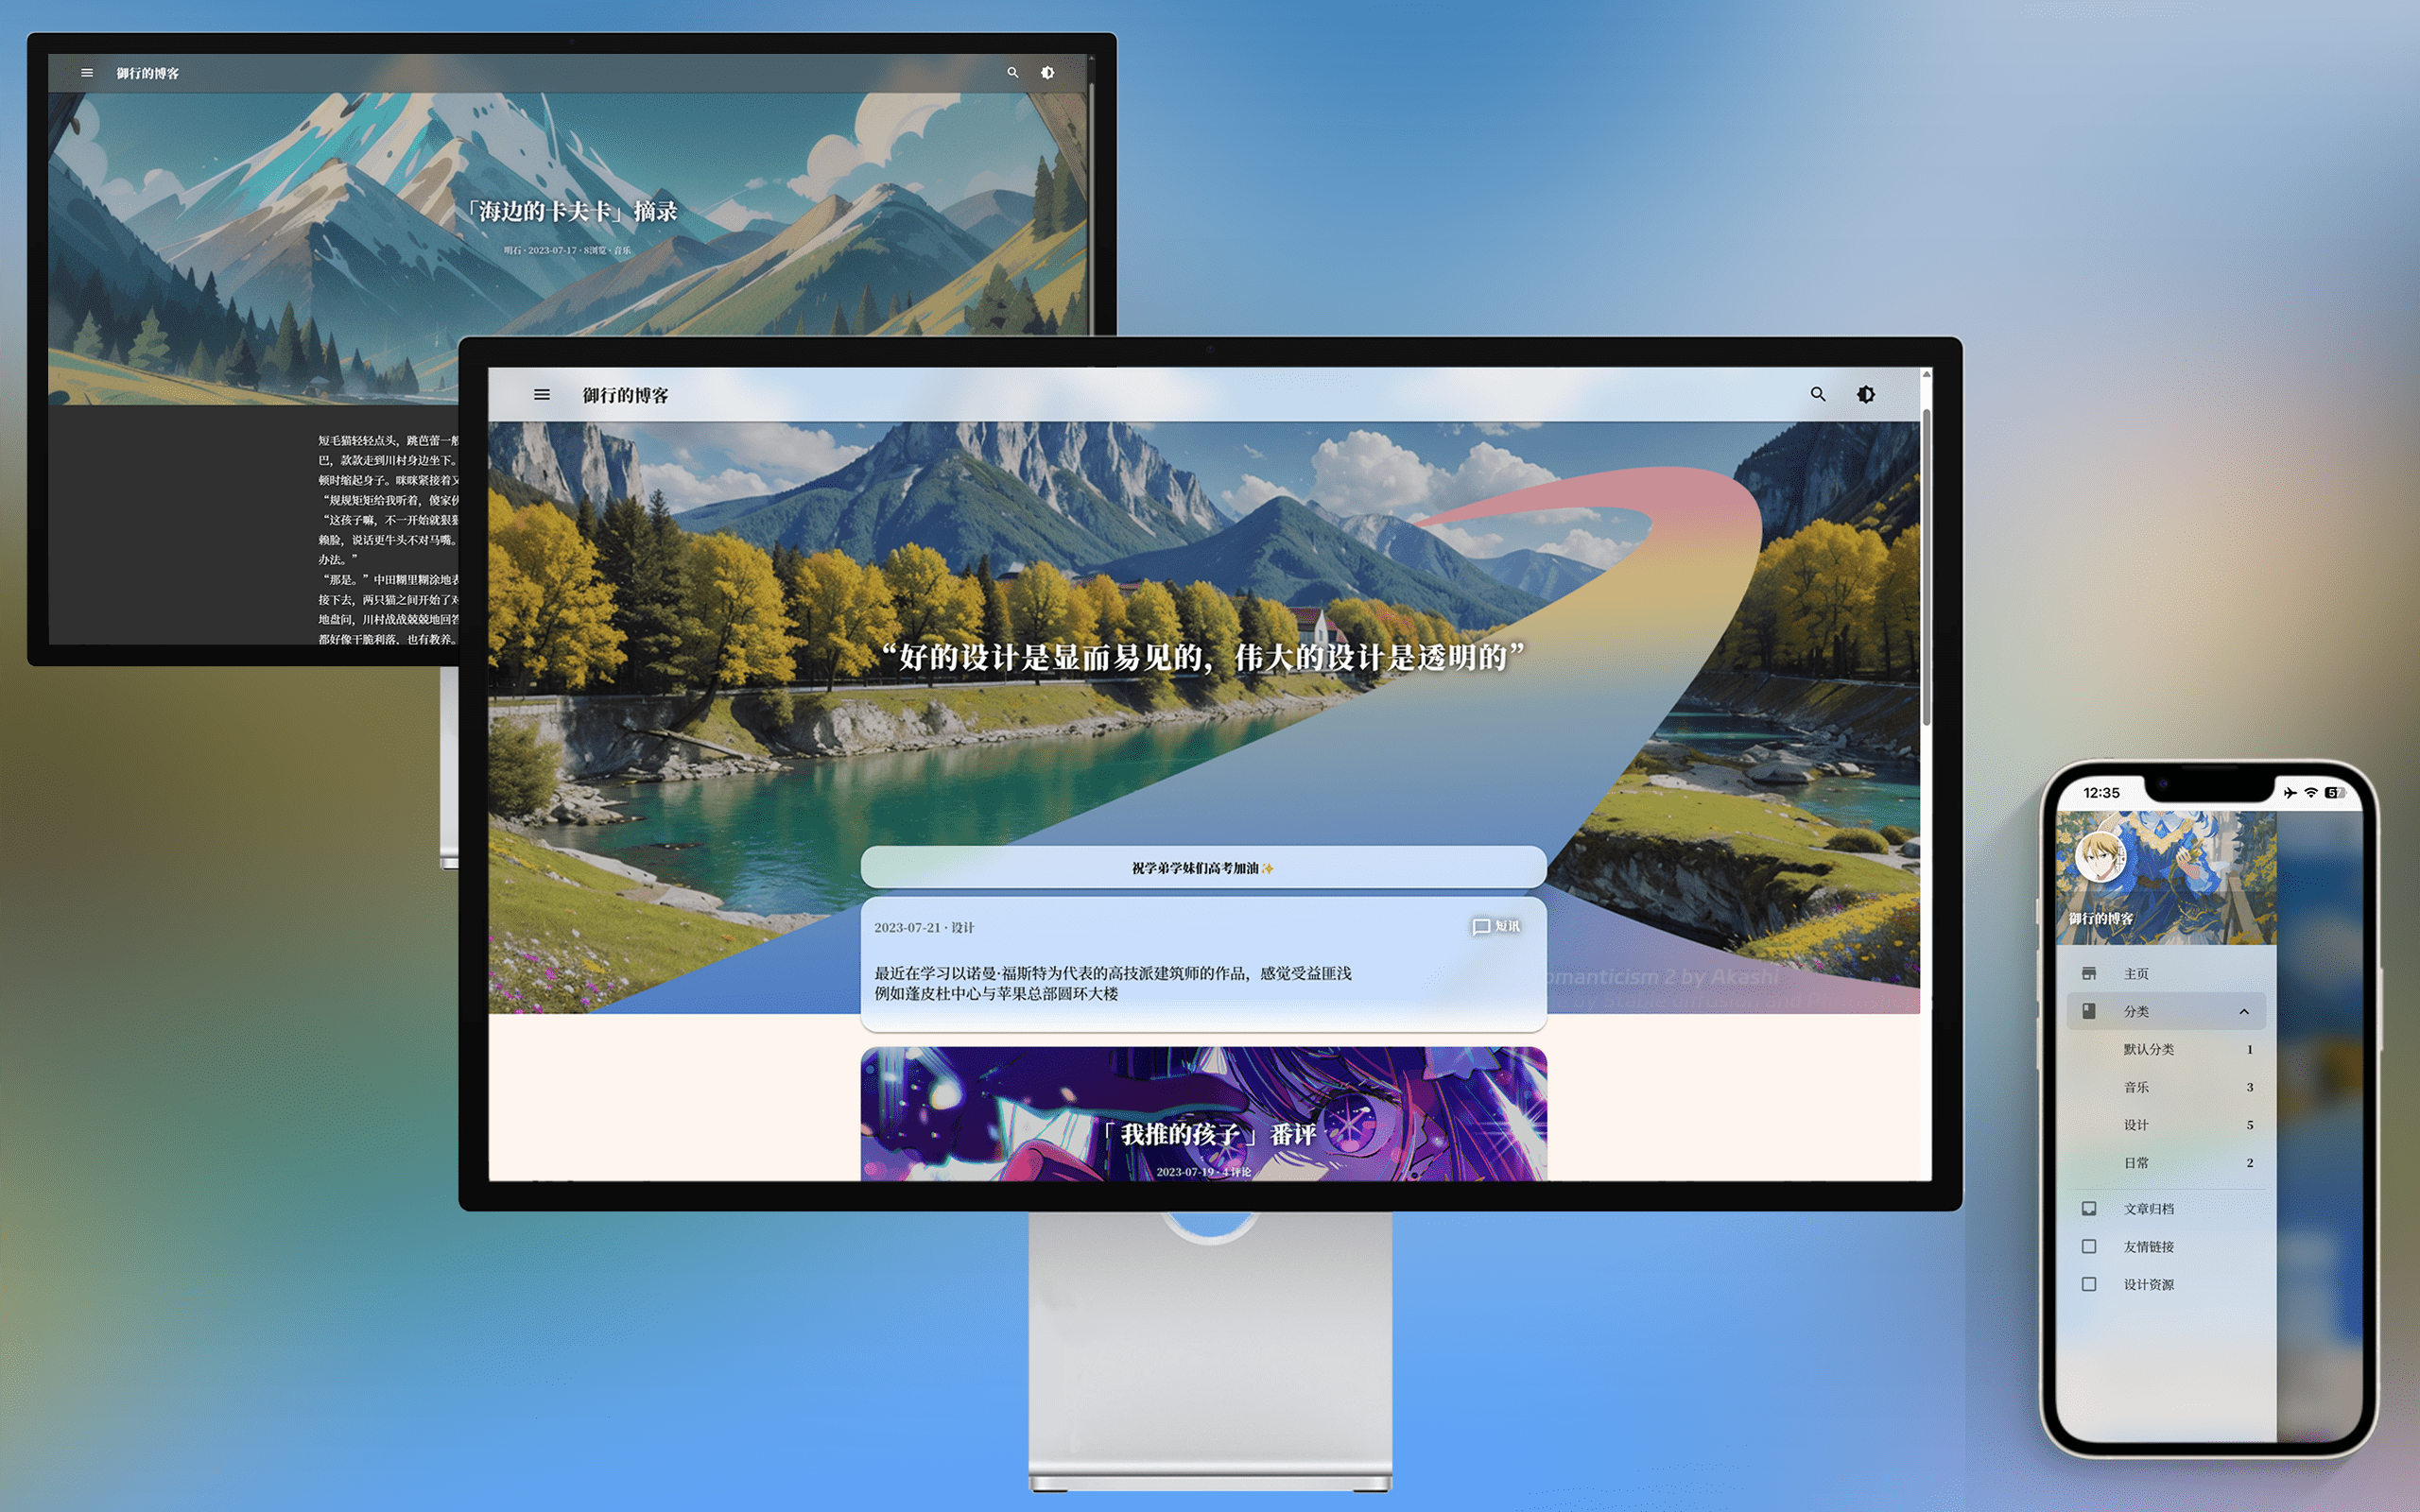 御行的博客
「海边的卡夫卡」摘录
明石 · 2023-07-17 · 8浏览 · 音乐
短毛猫轻轻点头，跳芭蕾一般
巴，款款走到川村身边坐下。
顿时缩起身子。咪咪紧接着又
“规规矩矩给我听着，傻家伙
“这孩子嘛，不一开始就狠狠
赖脸，说话更牛头不对马嘴。
办法。”
“那是。”中田糊里糊涂地表
接下去，两只猫之间开始了对
地盘问，川村战战兢兢地回答
都好像干脆利落、也有教养。
御行的博客
“好的设计是显而易见的，伟大的设计是透明的”
祝学弟学妹们高考加油✨
2023-07-21 · 设计
短讯
最近在学习以诺曼·福斯特为代表的高技派建筑师的作品，感觉受益匪浅
例如蓬皮杜中心与苹果总部圆环大楼
omanticism 2 by Akashi
by Stable diffusion and
「我推的孩子」番评
2023-07-19 · 4 评论
12:35
57
御行的博客
主页
分类
默认分类 1
音乐 3
设计 5
日常 2
文章归档
友情链接
设计资源